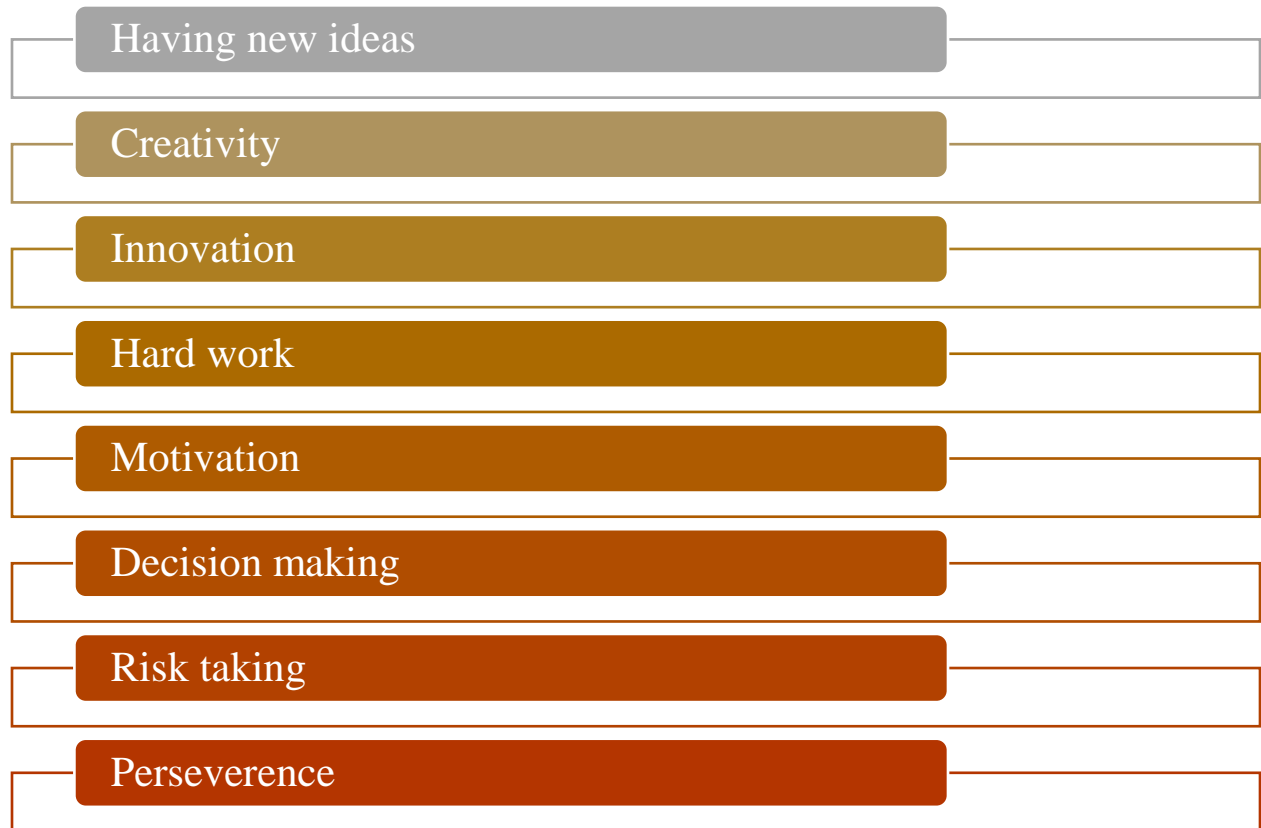 Having new ideas
Creativity
Innovation
Hard work
Motivation
Decision making
Risk taking
Perseverence